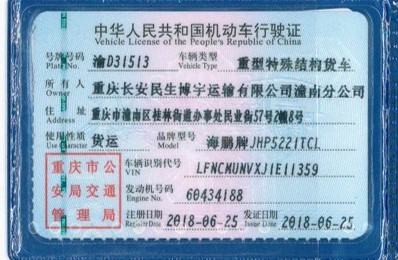 中华人民共和国机动车行驶证
Vehicle License of the People's Republic of China
号牌号码 Plate No. 渝D31513 车辆类型 Vehicle Type 重型特殊结构货车
所有人 Owner 重庆长安民生博宇运输有限公司潼南分公司
住址 Address 重庆市潼南区桂林街道办事处民业街57号2幢8号
使用性质 Use Character 货运 品牌型号 Model 海鹏牌JHP5221TCL
重庆市公安局交通管理局
车辆识别代号 VIN LFNCMUNVXJ1E11359
发动机号码 Engine No. 60434188
注册日期 Register Date 2018-06-25 发证日期 Issue Date 2018-06-25